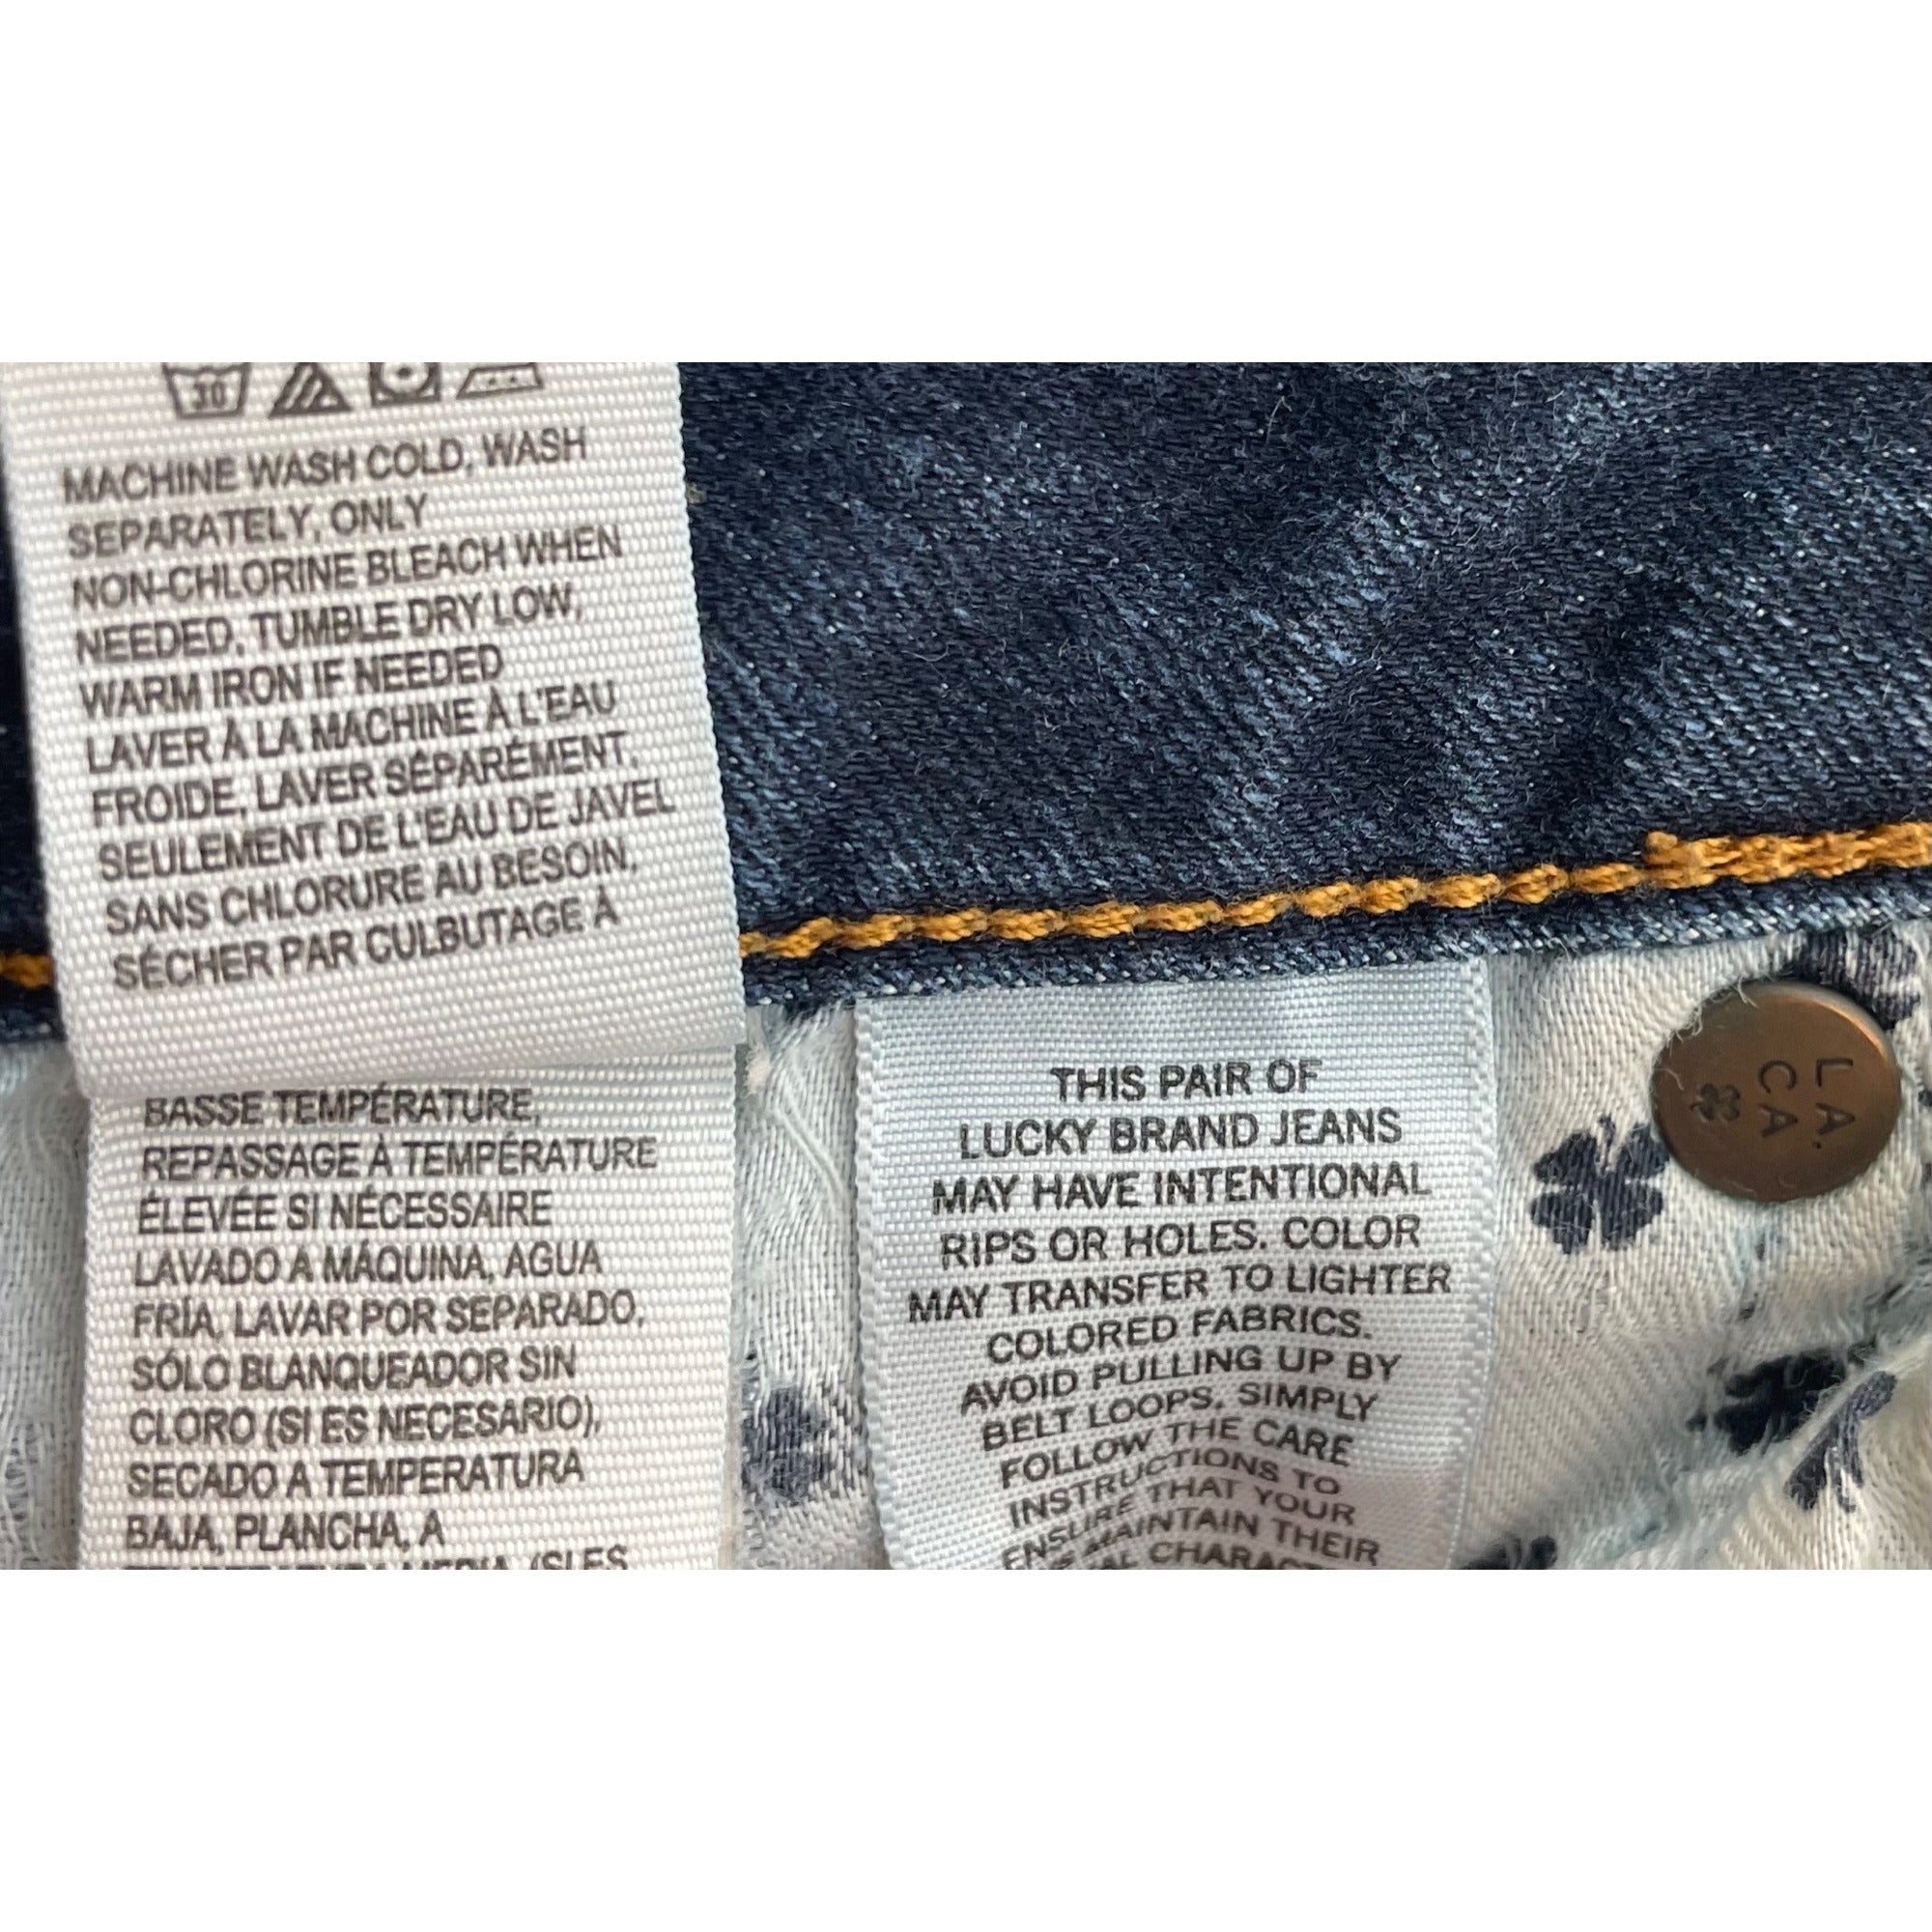 30
MACHINE WASH COLD, WASH
SEPARATELY, ONLY
NON-CHLORINE BLEACH WHEN
NEEDED, TUMBLE DRY LOW,
WARM IRON IF NEEDED
LAVER À LA MACHINE À L'EAU
FROIDE, LAVER SÉPARÉMENT,
SEULEMENT DE L'EAU DE JAVEL
SANS CHLORURE AU BESOIN,
SÉCHER PAR CULBUTAGE À
BASSE TEMPÉRATURE,
REPASSAGE À TEMPÉRATURE
ÉLEVÉE SI NÉCESSAIRE
LAVADO A MÁQUINA, AGUA
FRÍA, LAVAR POR SEPARADO,
SÓLO BLANQUEADOR SIN
CLORO (SI ES NECESARIO),
SECADO A TEMPERATURA
BAJA, PLANCHA, A
(SI ES
THIS PAIR OF
LUCKY BRAND JEANS
MAY HAVE INTENTIONAL
RIPS OR HOLES. COLOR
MAY TRANSFER TO LIGHTER
COLORED FABRICS.
AVOID PULLING UP BY
BELT LOOPS. SIMPLY
FOLLOW THE CARE
INSTRUCTIONS TO
ENSURE THAT YOUR
MAINTAIN THEIR
L.A.
CA